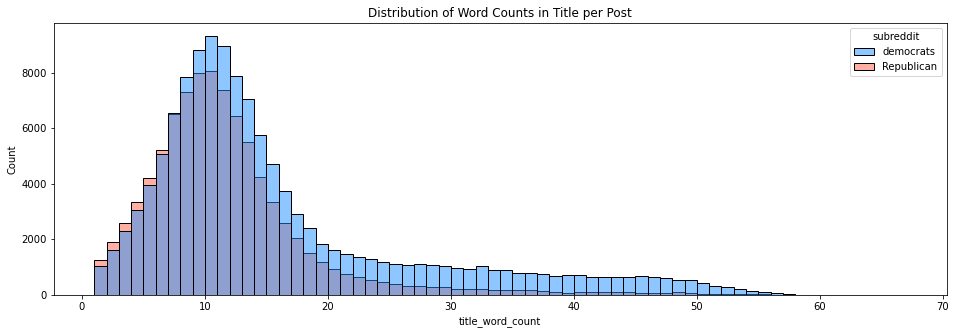 Distribution of Word Counts in Title per Post
subreddit
democrats
Republican
8000
6000
4000
2000
0
Count
0 10 20 30 40 50 60 70
title_word_count